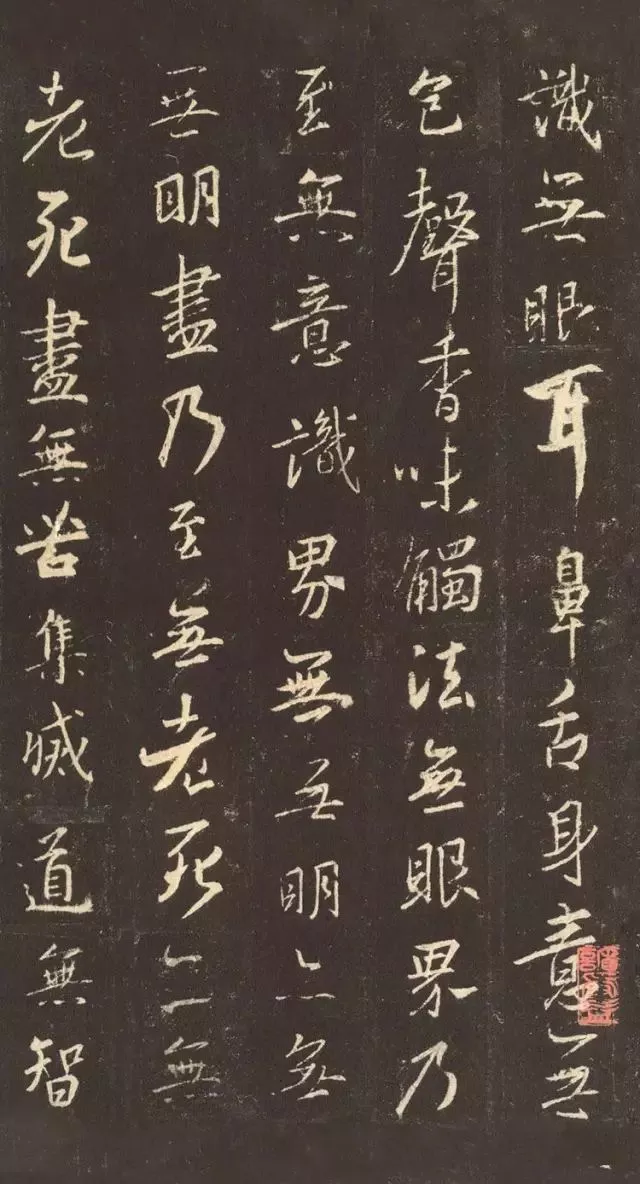 識無眼耳鼻舌身意無
色聲香味觸法無眼界乃
至無意識界無無明亦無
無明盡乃至無老死亦無
老死盡無苦集滅道無智